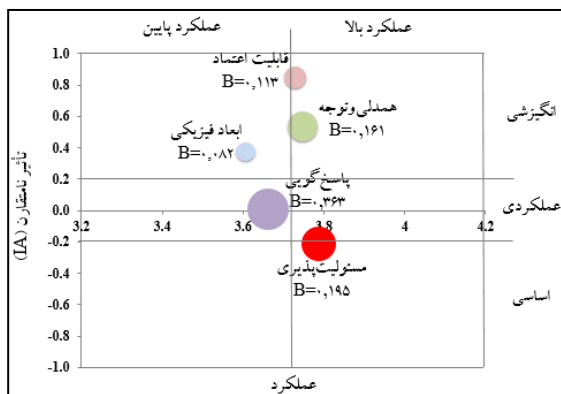 عملکرد پایین
عملکرد بالا
قابلیت اعتماد
B=۰٫۱۱۳
همدلی‌وتوجه
B=۰٫۱۶۱
ابعاد فیزیکی
B=۰٫۰۸۲
پاسخ‌گویی
B=۰٫۳۶۳
مسئولیت‌پذیری
B=۰٫۱۹۵
انگیزشی
عملکردی
اساسی
تأثیر نامتقارن (IA)
1.0
0.8
0.6
0.4
0.2
0.0
-0.2
-0.4
-0.6
-0.8
-1.0
3.2
3.4
3.6
3.8
4
4.2
عملکرد